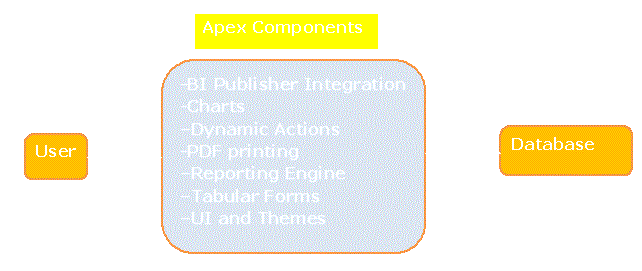 Apex Components
-BI Publisher Integration
-Charts
-Dynamic Actions
-PDF printing
-Reporting Engine
-Tabular Forms
-UI and Themes
User
Database